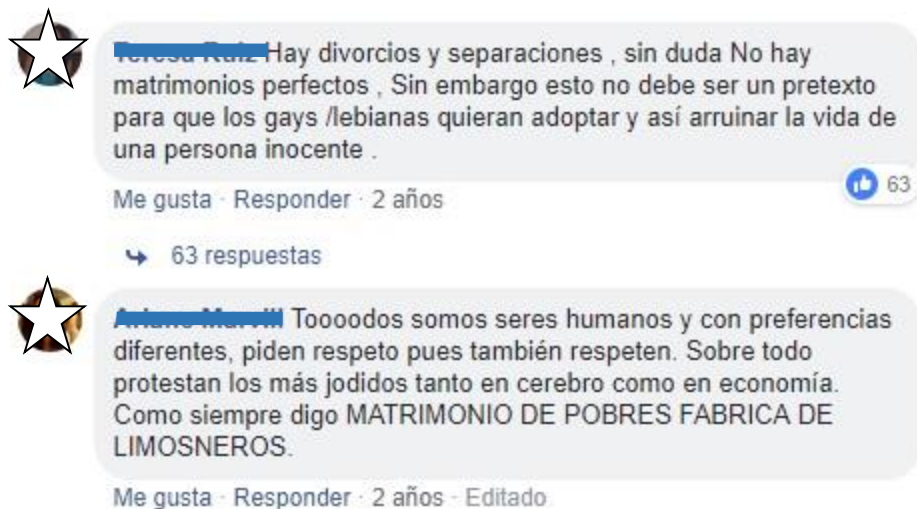 Hay divorcios y separaciones , sin duda No hay
matrimonios perfectos , Sin embargo esto no debe ser un pretexto
para que los gays /lebianas quieran adoptar y así arruinar la vida de
una persona inocente .
63
Me gusta · Responder · 2 años
63 respuestas
Toooodos somos seres humanos y con preferencias
diferentes, piden respeto pues también respeten. Sobre todo
protestan los más jodidos tanto en cerebro como en economía.
Como siempre digo MATRIMONIO DE POBRES FABRICA DE
LIMOSNEROS.
Me gusta · Responder · 2 años · Editado